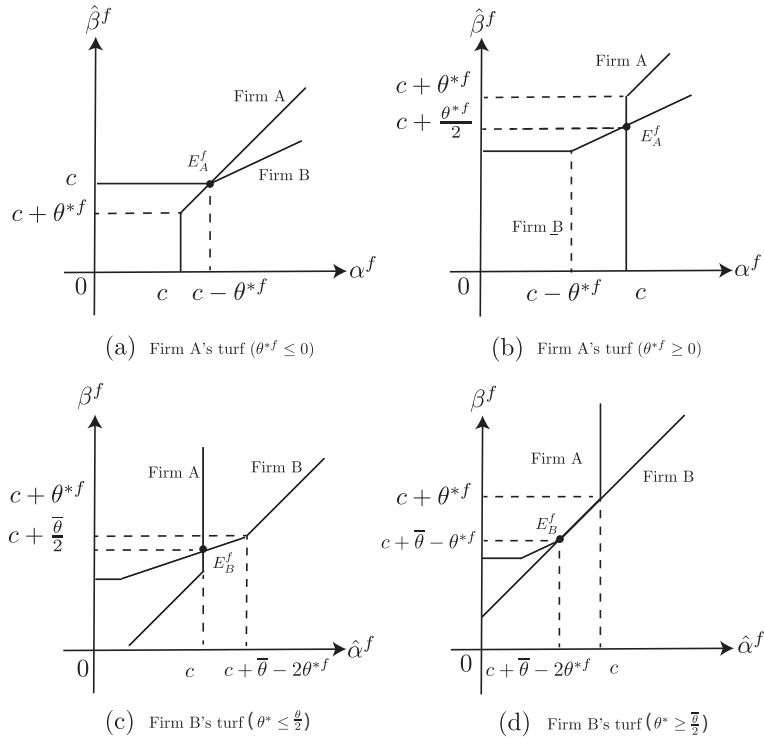 β̂^f
Firm A
E_A^f
Firm B
c
c + θ^{*f}
0
c
c − θ^{*f}
α^f
(a) Firm A's turf (θ^{*f} ≤ 0)
β̂^f
Firm A
c + θ^{*f}
c + θ^{*f}/2
E_A^f
Firm B
0
c − θ^{*f}
c
α^f
(b) Firm A's turf (θ^{*f} ≥ 0)
β^f
Firm A
Firm B
c + θ^{*f}
c + θ̅/2
E_B^f
0
c
c + θ̅ − 2θ^{*f}
α̂^f
(c) Firm B's turf (θ^* ≤ θ̅/2)
β^f
Firm A
Firm B
c + θ^{*f}
E_B^f
c + θ̅ − θ^{*f}
0
c + θ̅ − 2θ^{*f}
c
α̂^f
(d) Firm B's turf (θ^* ≥ θ̅/2)